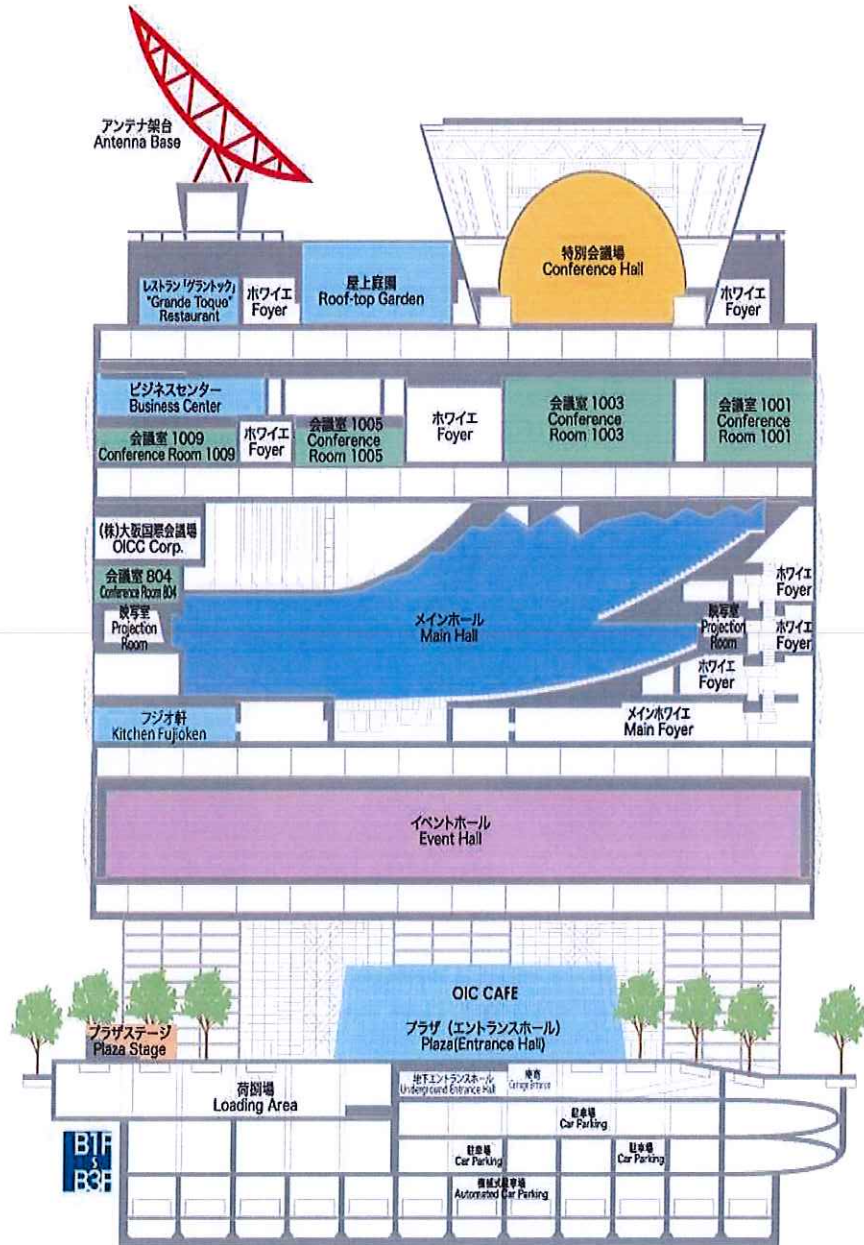 アンテナ架台
Antenna Base
特別会議場
Conference Hall
屋上庭園
Roof-top Garden
レストラン「グラントック」
"Grande Toque"
Restaurant
ホワイエ
Foyer
ホワイエ
Foyer
ビジネスセンター
Business Center
会議室 1009
Conference Room 1009
ホワイエ
Foyer
会議室 1005
Conference
Room 1005
ホワイエ
Foyer
会議室 1003
Conference
Room 1003
会議室 1001
Conference
Room 1001
(株)大阪国際会議場
OICC Corp.
会議室 804
Conference Room 804
映写室
Projection
Room
メインホール
Main Hall
ホワイエ
Foyer
映写室
Projection
Room
ホワイエ
Foyer
ホワイエ
Foyer
フジオ軒
Kitchen Fujioken
メインホワイエ
Main Foyer
イベントホール
Event Hall
OIC CAFE
プラザ (エントランスホール)
Plaza(Entrance Hall)
プラザステージ
Plaza Stage
荷捌場
Loading Area
地下エントランスホール
Underground Entrance Hall
車寄
駐車場
Car Parking
駐車場
Car Parking
駐車場
Car Parking
機械式駐車場
Automated Car Parking
B1F
B3F